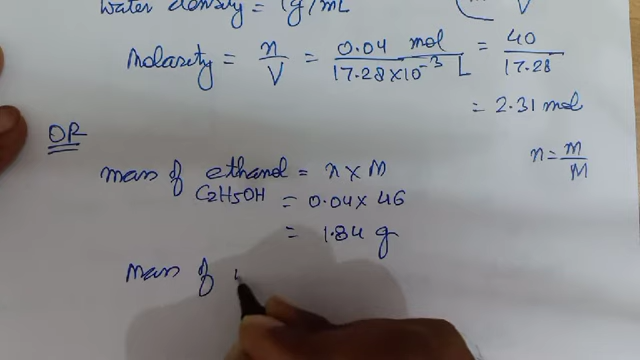 Water density = 1g/mL
V
Molarity = n/V = 0.04 mol / 17.28×10⁻³ L = 40 / 17.28
= 2.31 mol
OR
n = m/M
mass of ethanol = n × M
C2H5OH = 0.04 × 46
= 1.84 g
Mass of